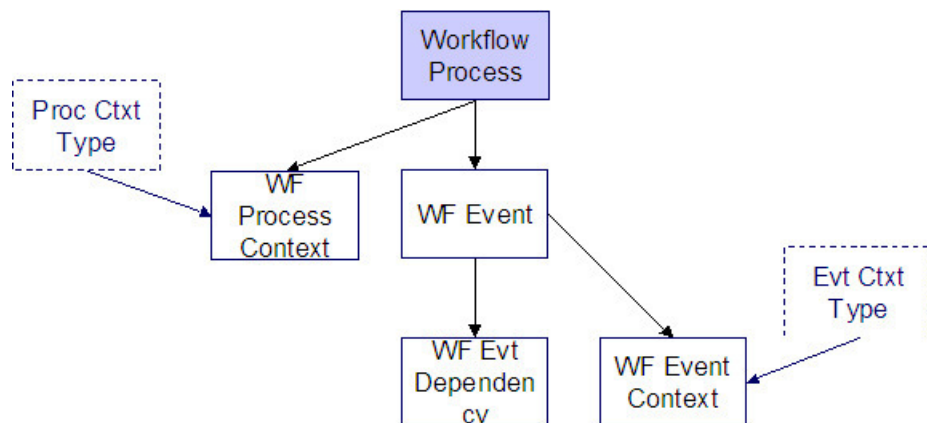 Workflow
Process
Proc Ctxt
Type
WF
Process
Context
WF Event
Evt Ctxt
Type
WF Evt
Dependen
cy
WF Event
Context